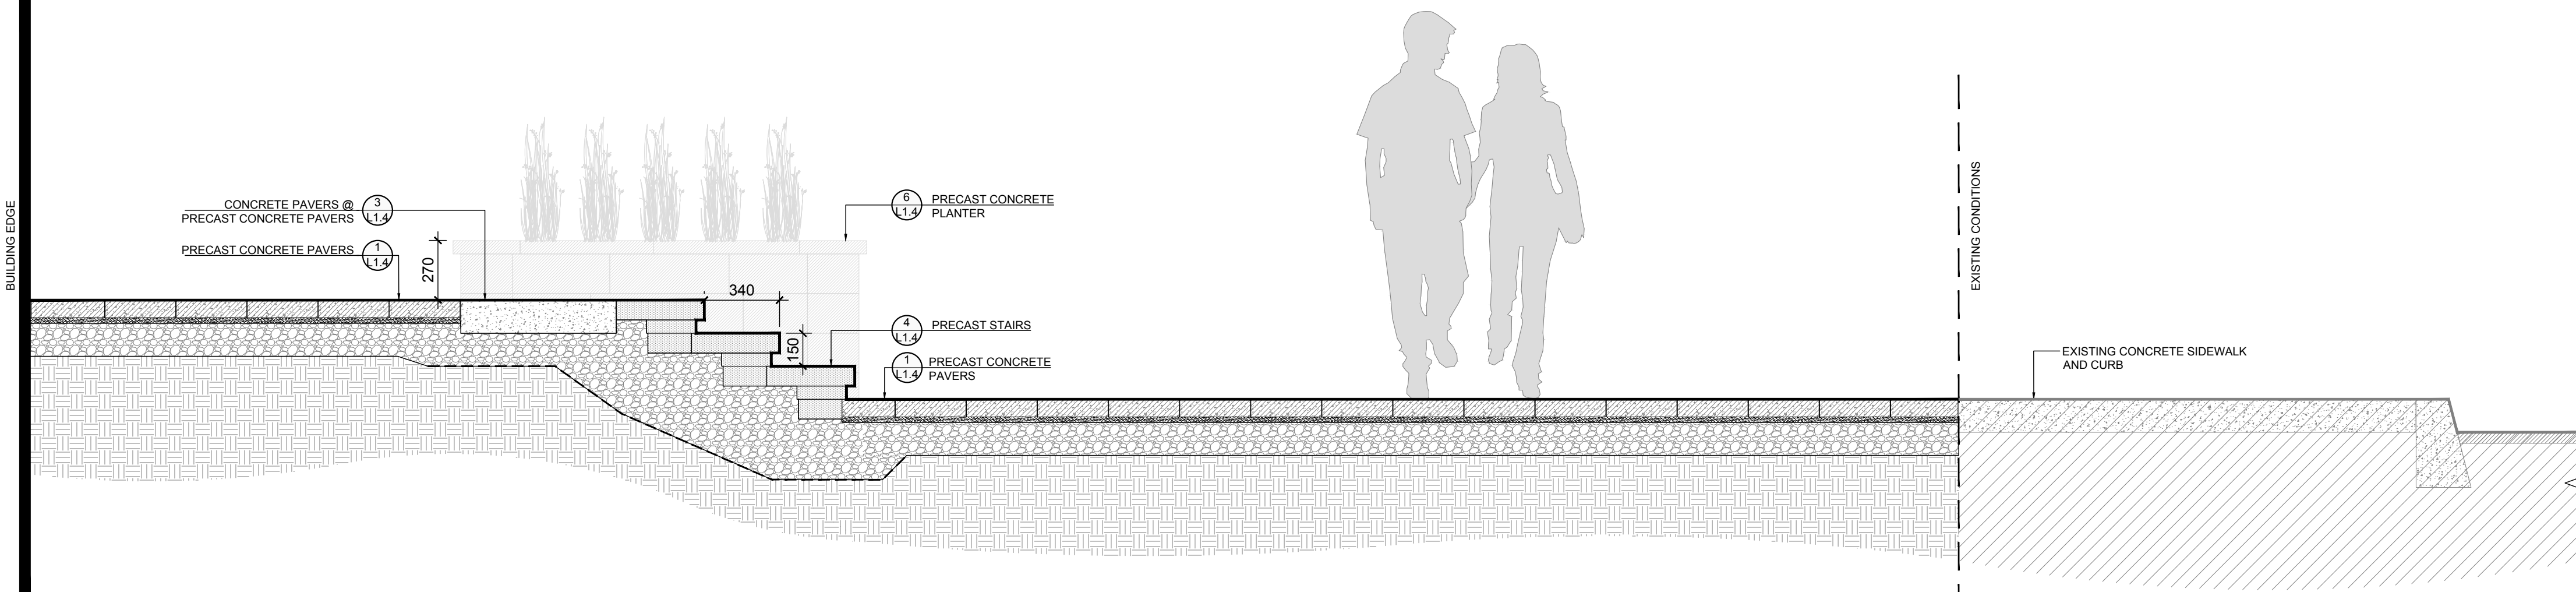 BUILDING EDGE
CONCRETE PAVERS @
PRECAST CONCRETE PAVERS
3
L1.4
PRECAST CONCRETE PAVERS
1
L1.4
270
340
150
6
L1.4
PRECAST CONCRETE
PLANTER
4
L1.4
PRECAST STAIRS
1
L1.4
PRECAST CONCRETE
PAVERS
EXISTING CONDITIONS
EXISTING CONCRETE SIDEWALK
AND CURB